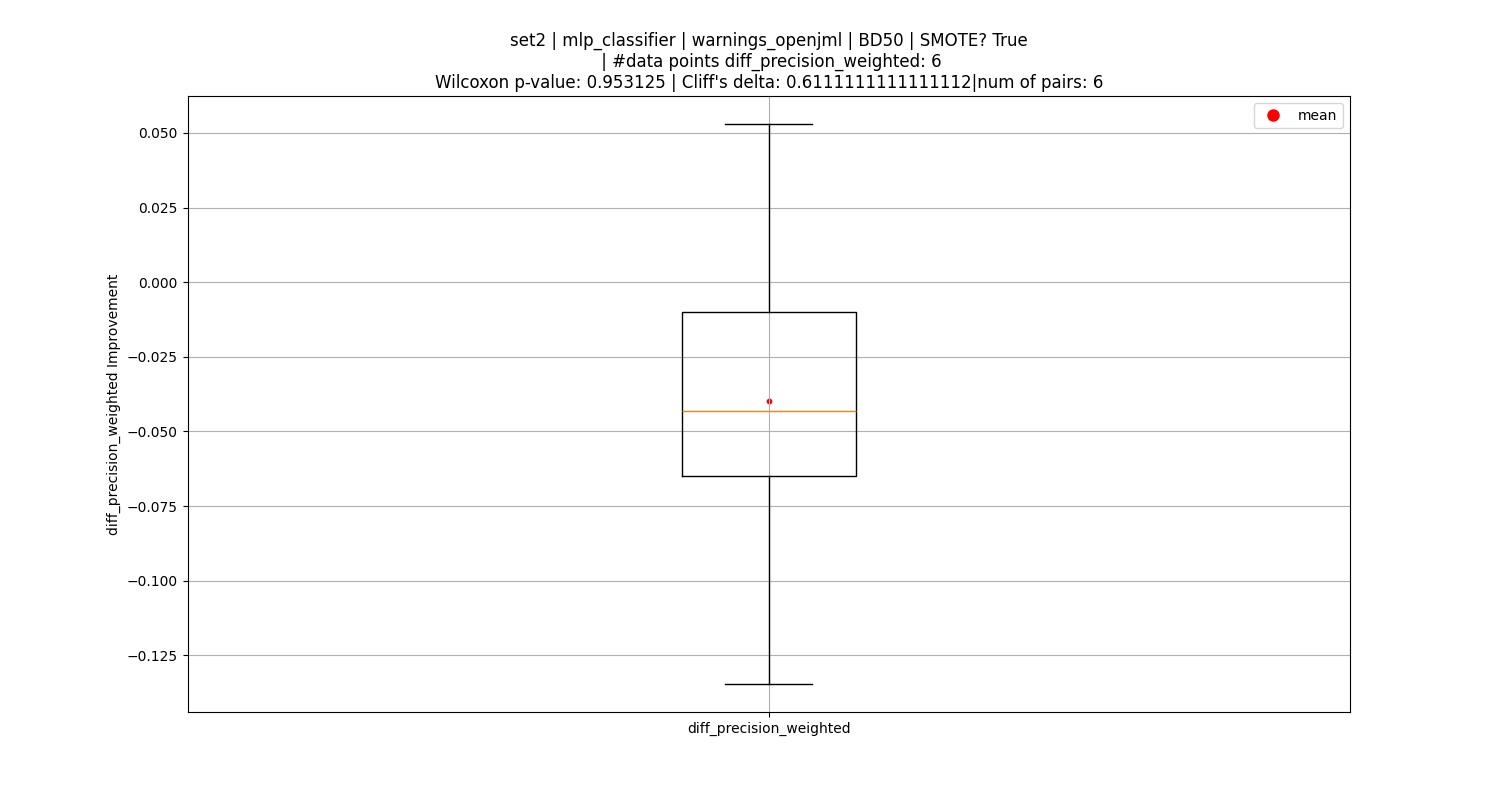 set2 | mlp_classifier | warnings_openjml | BD50 | SMOTE? True
| #data points diff_precision_weighted: 6
Wilcoxon p-value: 0.953125 | Cliff's delta: 0.6111111111111112|num of pairs: 6
mean
0.050
0.025
0.000
−0.025
−0.050
−0.075
−0.100
−0.125
diff_precision_weighted Improvement
diff_precision_weighted